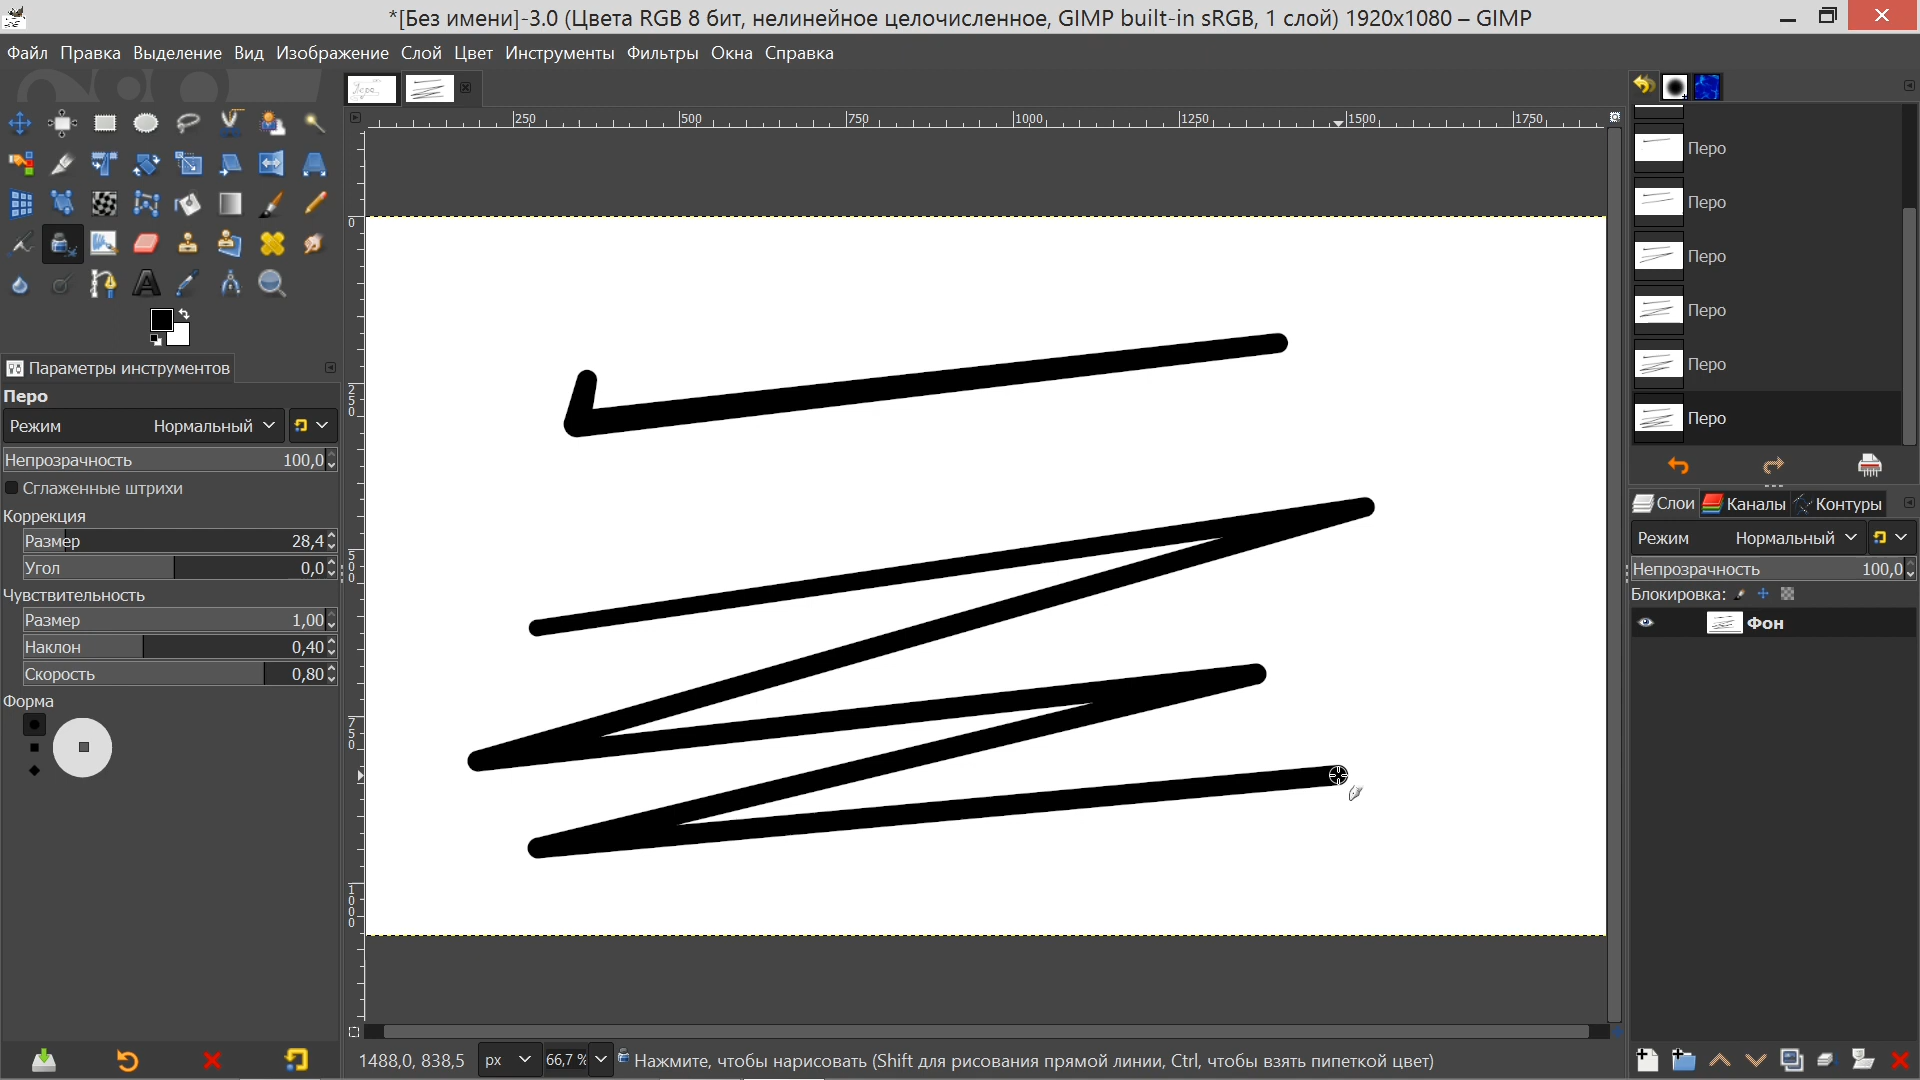 *[Без имени]-3.0 (Цвета RGB 8 бит, нелинейное целочисленное, GIMP built-in sRGB, 1 слой) 1920x1080 – GIMP
Файл Правка Выделение Вид Изображение Слой Цвет Инструменты Фильтры Окна Справка
250 500 750 1000 1250 1500 1750
0
250
500
750
1000
Параметры инструментов
Перо
Режим Нормальный
Непрозрачность 100,0
Сглаженные штрихи
Коррекция
Размер 28,4
Угол 0,0
Чувствительность
Размер 1,00
Наклон 0,40
Скорость 0,80
Форма
Перо
Перо
Перо
Перо
Перо
Перо
Слои Каналы Контуры
Режим Нормальный
Непрозрачность 100,0
Блокировка:
Фон
1488,0, 838,5 px 66,7 % Нажмите, чтобы нарисовать (Shift для рисования прямой линии, Ctrl, чтобы взять пипеткой цвет)